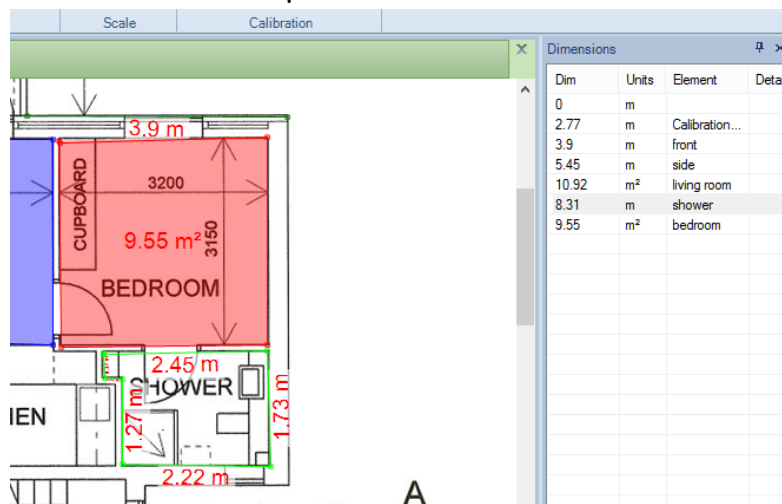 Scale Calibration
Dimensions
Dim Units Element Deta
0 m
2.77 m Calibration...
3.9 m front
5.45 m side
10.92 m² living room
8.31 m shower
9.55 m² bedroom
3.9 m
CUPBOARD
3200
3150
9.55 m²
BEDROOM
2.45 m
SHOWER
1.27 m
1.73 m
2.22 m
EN
A